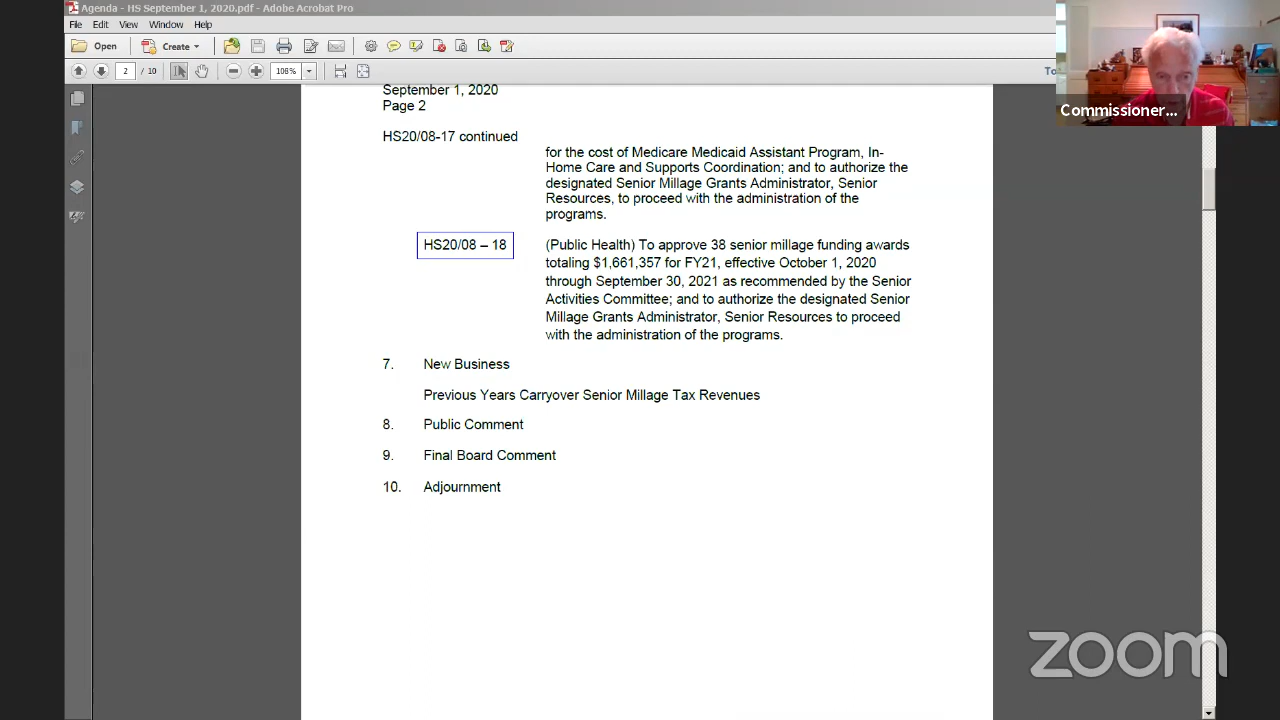 Agenda - HS September 1, 2020.pdf - Adobe Acrobat Pro
File Edit View Window Help
Open Create
2 / 10 108% To
Commissioner...
September 1, 2020
Page 2
HS20/08-17 continued
for the cost of Medicare Medicaid Assistant Program, In-
Home Care and Supports Coordination; and to authorize the
designated Senior Millage Grants Administrator, Senior
Resources, to proceed with the administration of the
programs.
HS20/08 – 18 (Public Health) To approve 38 senior millage funding awards
totaling $1,661,357 for FY21, effective October 1, 2020
through September 30, 2021 as recommended by the Senior
Activities Committee; and to authorize the designated Senior
Millage Grants Administrator, Senior Resources to proceed
with the administration of the programs.
7. New Business
Previous Years Carryover Senior Millage Tax Revenues
8. Public Comment
9. Final Board Comment
10. Adjournment
zoom